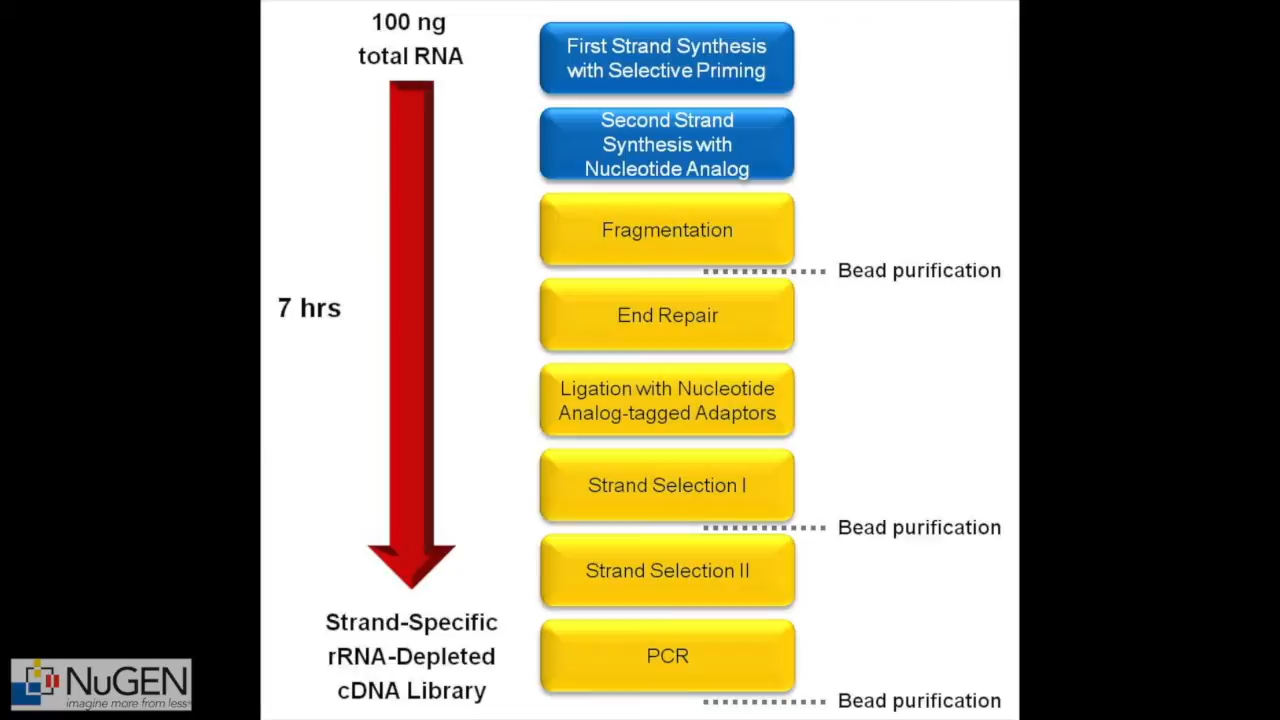 100 ng
total RNA
First Strand Synthesis
with Selective Priming
Second Strand
Synthesis with
Nucleotide Analog
Fragmentation
Bead purification
7 hrs
End Repair
Ligation with Nucleotide
Analog-tagged Adaptors
Strand Selection I
Bead purification
Strand Selection II
Strand-Specific
rRNA-Depleted
cDNA Library
PCR
Bead purification
NuGEN
imagine more from less